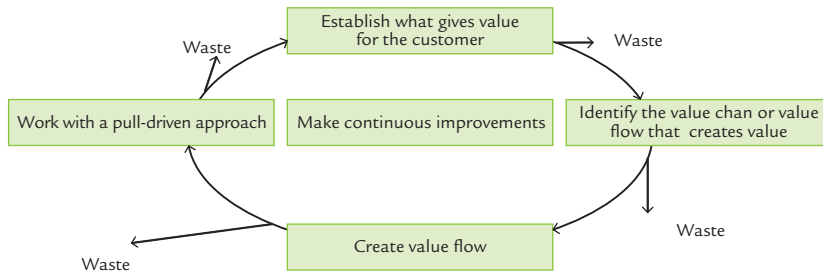 Establish what gives value
for the customer
Waste
Waste
Work with a pull-driven approach
Make continuous improvements
Identify the value chan or value
flow that creates value
Waste
Create value flow
Waste